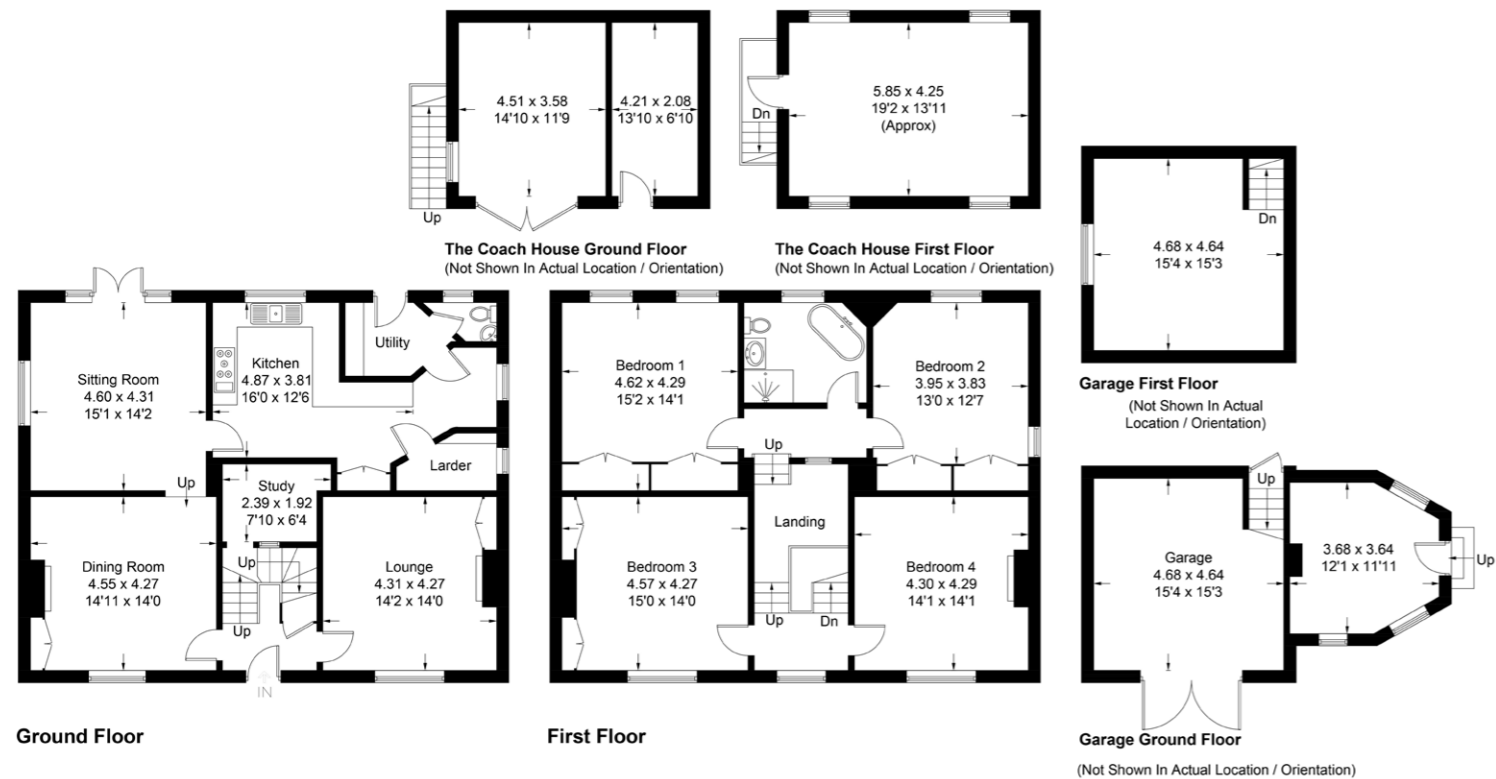 4.51 x 3.58
14'10 x 11'9
4.21 x 2.08
13'10 x 6'10
Up
The Coach House Ground Floor
(Not Shown In Actual Location / Orientation)
5.85 x 4.25
19'2 x 13'11
(Approx)
Dn
The Coach House First Floor
(Not Shown In Actual Location / Orientation)
Dn
4.68 x 4.64
15'4 x 15'3
Garage First Floor
(Not Shown In Actual
Location / Orientation)
Sitting Room
4.60 x 4.31
15'1 x 14'2
Kitchen
4.87 x 3.81
16'0 x 12'6
Utility
Larder
Up
Study
2.39 x 1.92
7'10 x 6'4
Dining Room
4.55 x 4.27
14'11 x 14'0
Up
Up
Lounge
4.31 x 4.27
14'2 x 14'0
IN
Ground Floor
Bedroom 1
4.62 x 4.29
15'2 x 14'1
Bedroom 2
3.95 x 3.83
13'0 x 12'7
Up
Landing
Bedroom 3
4.57 x 4.27
15'0 x 14'0
Up
Dn
Bedroom 4
4.30 x 4.29
14'1 x 14'1
First Floor
Up
Garage
4.68 x 4.64
15'4 x 15'3
3.68 x 3.64
12'1 x 11'11
Up
Garage Ground Floor
(Not Shown In Actual Location / Orientation)